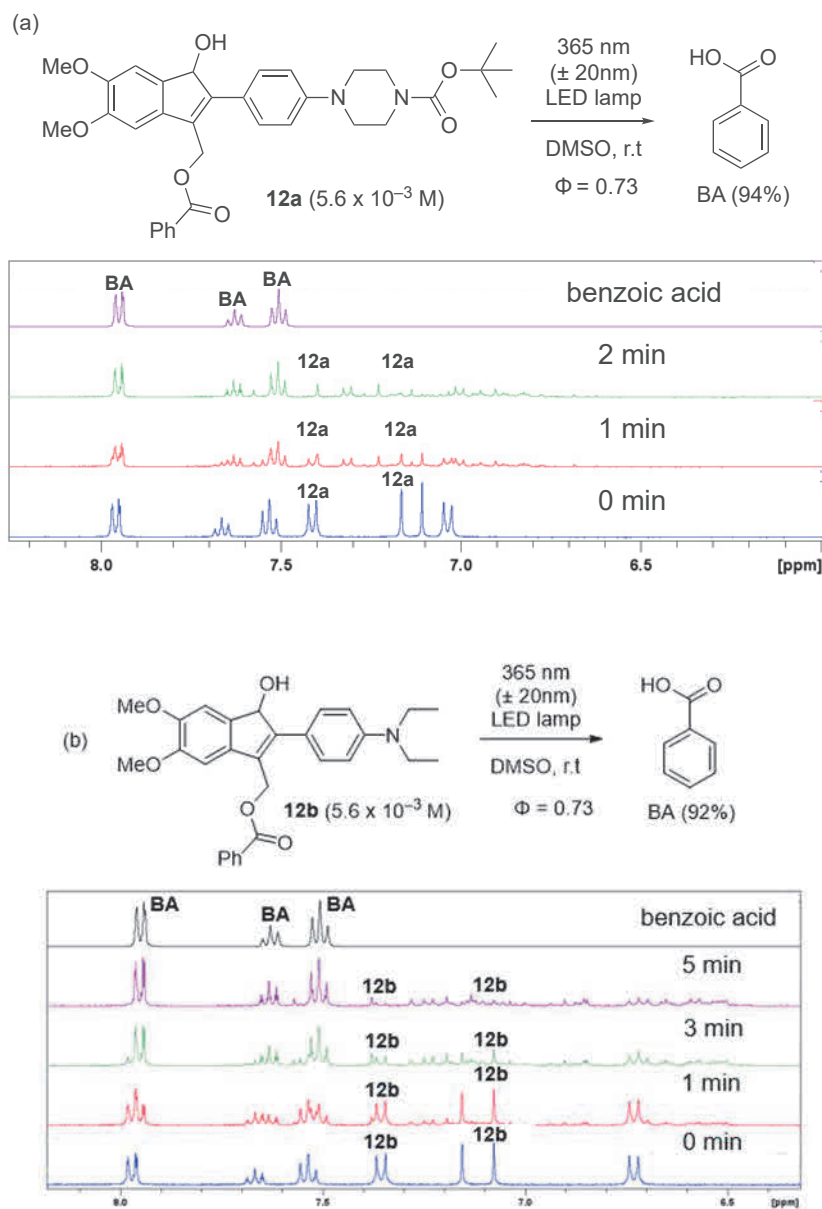 (a)
OH
MeO
MeO
N
N
O
O
O
O
Ph
12a (5.6 x 10⁻³ M)
365 nm
(± 20nm)
LED lamp
DMSO, r.t
Φ = 0.73
HO
O
BA (94%)
BA
BA
BA
benzoic acid
12a
12a
2 min
12a
12a
1 min
12a
12a
0 min
8.0
7.5
7.0
6.5
[ppm]
(b)
OH
MeO
MeO
N
O
O
Ph
12b (5.6 x 10⁻³ M)
365 nm
(± 20nm)
LED lamp
DMSO, r.t
Φ = 0.73
HO
O
BA (92%)
BA
BA
BA
benzoic acid
12b
12b
5 min
12b
12b
3 min
12b
12b
1 min
12b
12b
0 min
8.0
7.5
7.0
6.5
[ppm]